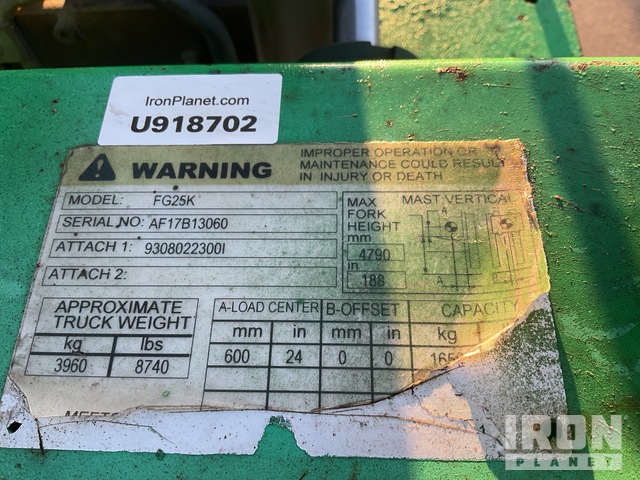 IronPlanet.com
U918702
WARNING
IMPROPER OPERATION OR
MAINTENANCE COULD RESULT
IN INJURY OR DEATH
MODEL: FG25K
SERIAL NO: AF17B13060
ATTACH 1: 9308022300I
ATTACH 2:
MAX
FORK
HEIGHT
mm
4790
in
188
MAST VERTICAL
A
A
APPROXIMATE
TRUCK WEIGHT
kg lbs
3960 8740
A-LOAD CENTER B-OFFSET CAPACITY
mm in mm in kg
600 24 0 0
IRON
PLANET